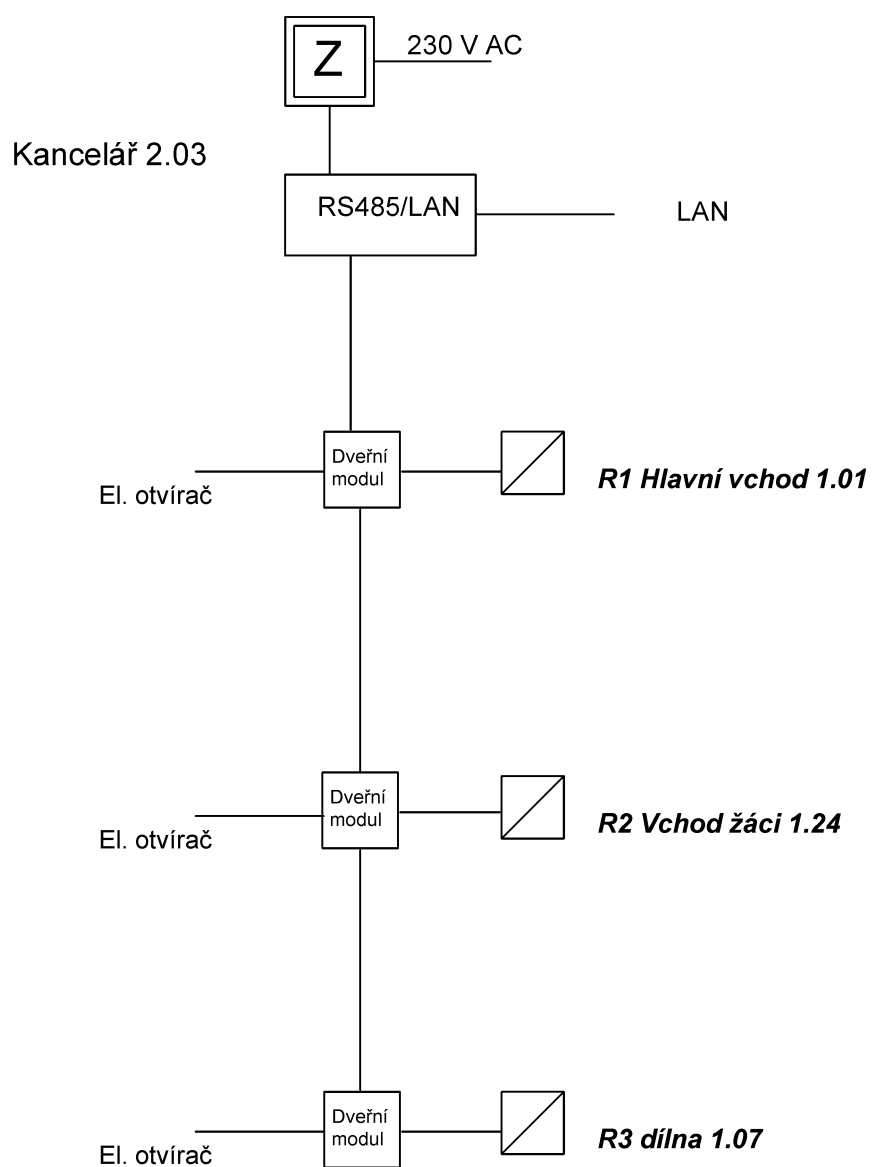 Z
230 V AC
Kancelář 2.03
RS485/LAN
LAN
Dveřní
modul
El. otvírač
R1 Hlavní vchod 1.01
Dveřní
modul
El. otvírač
R2 Vchod žáci 1.24
Dveřní
modul
El. otvírač
R3 dílna 1.07